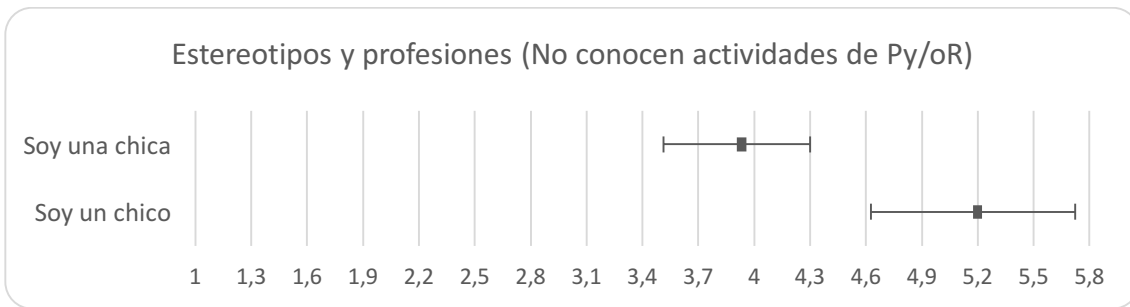 Estereotipos y profesiones (No conocen actividades de Py/oR)
Soy una chica
Soy un chico
1 1,3 1,6 1,9 2,2 2,5 2,8 3,1 3,4 3,7 4 4,3 4,6 4,9 5,2 5,5 5,8